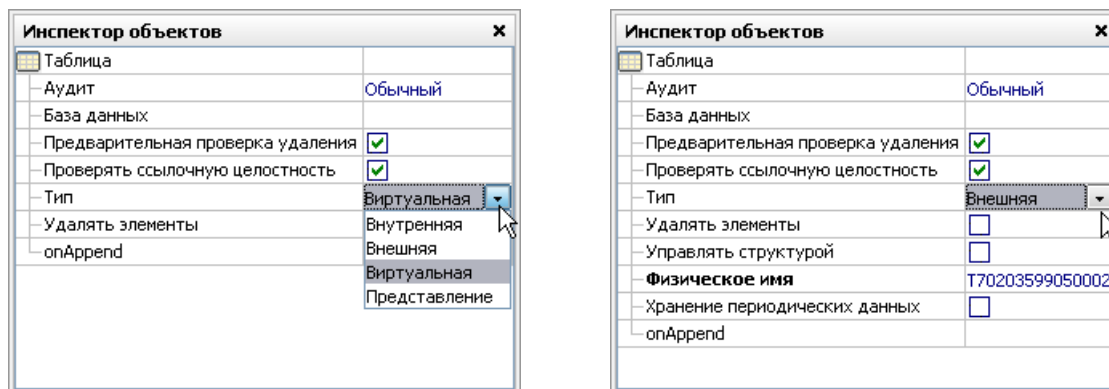 Инспектор объектов
Таблица
Аудит Обычный
База данных
Предварительная проверка удаления
Проверять ссылочную целостность
Тип Виртуальная
Удалять элементы Внутренняя
onAppend Внешняя
Виртуальная
Представление
Инспектор объектов
Таблица
Аудит Обычный
База данных
Предварительная проверка удаления
Проверять ссылочную целостность
Тип Внешняя
Удалять элементы
Управлять структурой
Физическое имя T70203599050002
Хранение периодических данных
onAppend